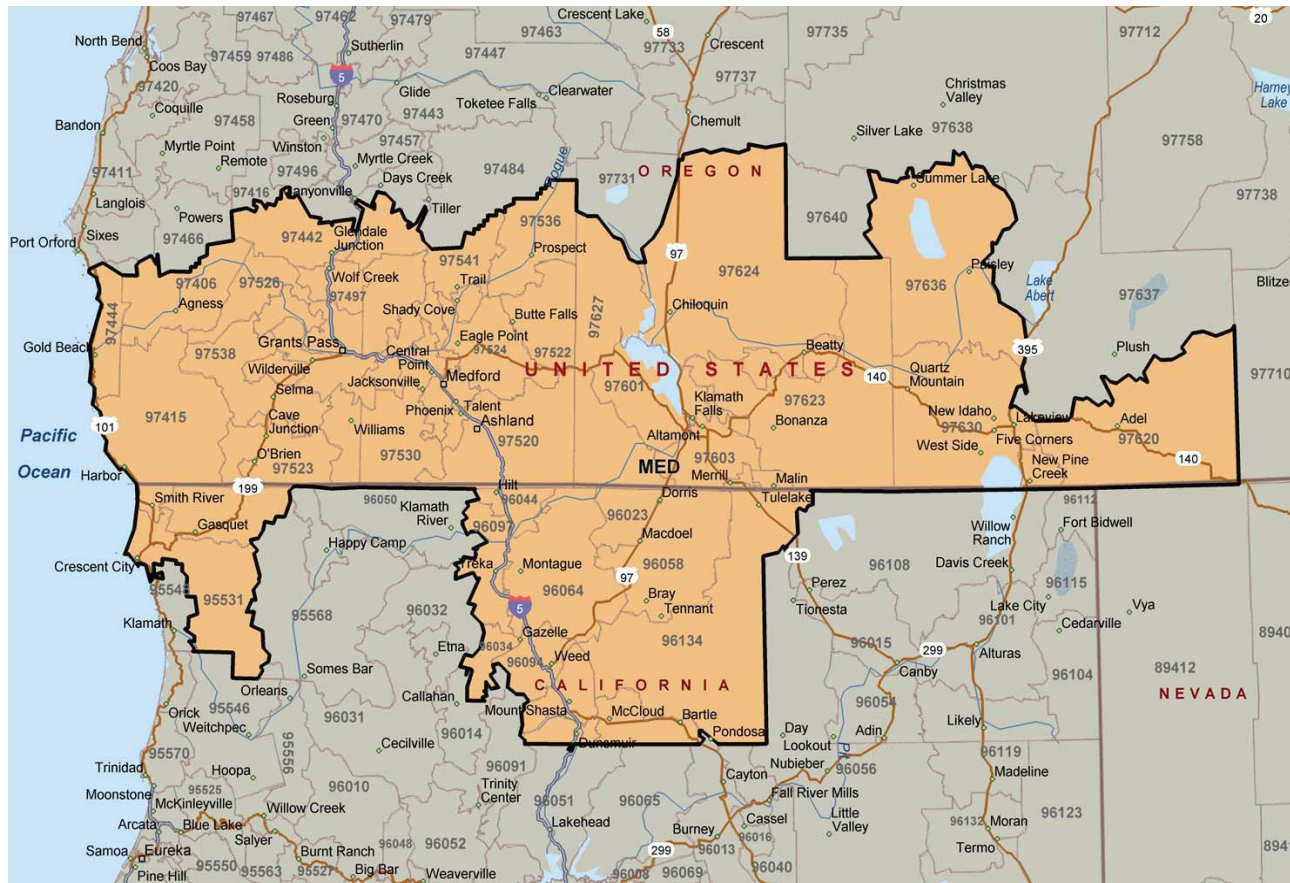 97467
97462
97479
Crescent Lake
97463
58
97735
97712
20
North Bend
Sutherlin
97733
Crescent
97459
97486
97447
Coos Bay
5
97737
97420
Roseburg
Glide
Clearwater
Christmas
Valley
Harney
Lake
Toketee Falls
Coquille
97458
Green
97470
97443
Chemult
Bandon
Winston
97457
Silver Lake
97638
97758
Myrtle Point
Remote
97496
Myrtle Creek
97484
Rogue
97411
97416
Days Creek
97731
OREGON
Summer Lake
97738
Langlois
Powers
Canyonville
Tiller
97640
Sixes
97466
97536
Port Orford
97442
Glendale
Junction
Prospect
97
97541
97624
97406
97526
Wolf Creek
Trail
Paisley
Lake
Abert
Blitze
97497
97636
97637
Agness
Shady Cove
97627
Chiloquin
97444
Butte Falls
Gold Beach
97538
Grants Pass
Eagle Point
97524
97522
Beatty
395
Plush
Central
Point
Wilderville
Medford
UNITED STATES
140
Quartz
Mountain
97710
Jacksonville
97601
Selma
97623
Klamath
Falls
Phoenix
Talent
97415
Cave
Junction
Ashland
New Idaho
Lakeview
Adel
101
Williams
Altamont
Bonanza
97630
97620
Pacific
Ocean
97520
Five Corners
O'Brien
97530
West Side
97523
97603
140
MED
New Pine
Creek
Harbor
Merrill
Malin
199
Hilt
Smith River
96050
96044
Dorris
Tulelake
96112
Klamath
River
96023
Willow
Ranch
Fort Bidwell
Gasquet
96097
Happy Camp
Macdoel
139
Crescent City
Yreka
Montague
96058
96108
Davis Creek
97
Perez
96115
95548
95531
96064
95568
Bray
Tionesta
Lake City
Vya
96032
5
Tennant
96101
Klamath
Cedarville
8940
Gazelle
96134
96015
Etna
96034
299
Alturas
96094
Weed
Canby
96104
89412
Somes Bar
CALIFORNIA
NEVADA
Orleans
Callahan
Mount Shasta
96054
Orick
95546
96031
McCloud
Bartle
Likely
Weitchpec
96014
Day
Adin
Dunsmuir
Pondosa
Lookout
Pit
95570
95556
Cecilville
96119
96091
Nubieber
96056
Trinidad
Hoopa
Madeline
Trinity
Center
Cayton
Moonstone
95525
96010
96051
96065
Fall River Mills
96123
McKinleyville
Willow Creek
Little
Valley
Cassel
96132
Moran
Arcata
Blue Lake
Salyer
Lakehead
Burney
96016
96048
96052
96013
Termo
Samoa
Eureka
Burnt Ranch
299
8941
95550
95563
95527
Big Bar
96040
Pine Hill
Weaverville
96008
96069